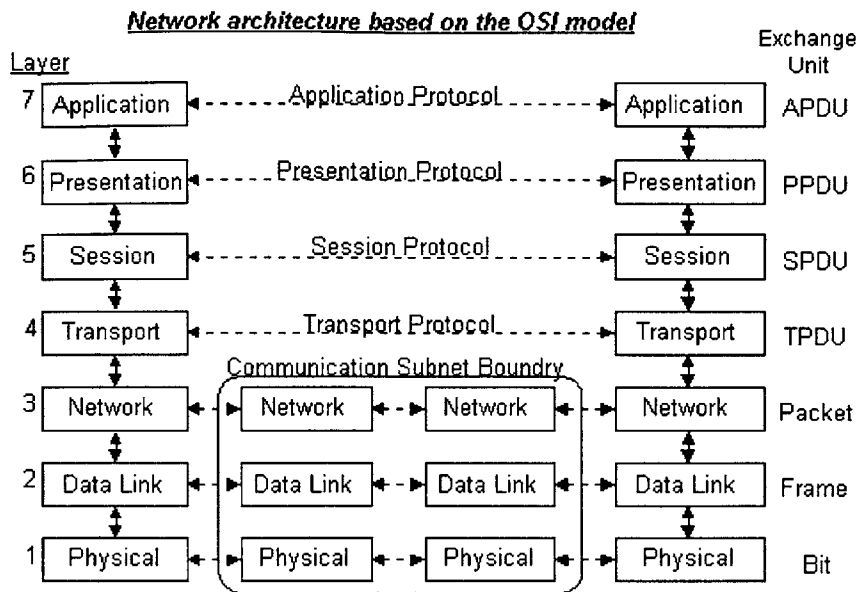 Network architecture based on the OSI model
Exchange
Unit
Layer
7 Application Application Protocol Application APDU
6 Presentation Presentation Protocol Presentation PPDU
5 Session Session Protocol Session SPDU
4 Transport Transport Protocol Transport TPDU
Communication Subnet Boundry
3 Network Network Network Network Packet
2 Data Link Data Link Data Link Data Link Frame
1 Physical Physical Physical Physical Bit